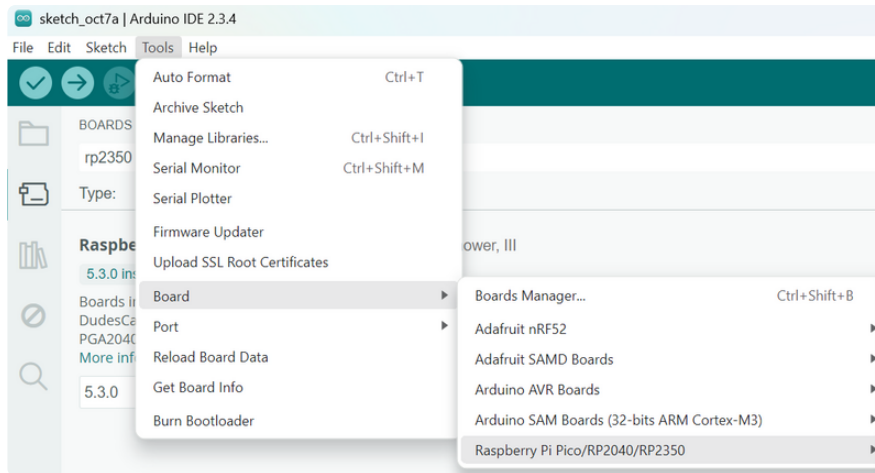 sketch_oct7a | Arduino IDE 2.3.4
File Edit Sketch Tools Help
BOARDS
rp2350
Type:
Raspbe
ower, III
5.3.0 ins
Boards in
DudesCa
PGA2040
More inf
5.3.0
Auto Format Ctrl+T
Archive Sketch
Manage Libraries... Ctrl+Shift+I
Serial Monitor Ctrl+Shift+M
Serial Plotter
Firmware Updater
Upload SSL Root Certificates
Board
Port
Reload Board Data
Get Board Info
Burn Bootloader
Boards Manager... Ctrl+Shift+B
Adafruit nRF52
Adafruit SAMD Boards
Arduino AVR Boards
Arduino SAM Boards (32-bits ARM Cortex-M3)
Raspberry Pi Pico/RP2040/RP2350